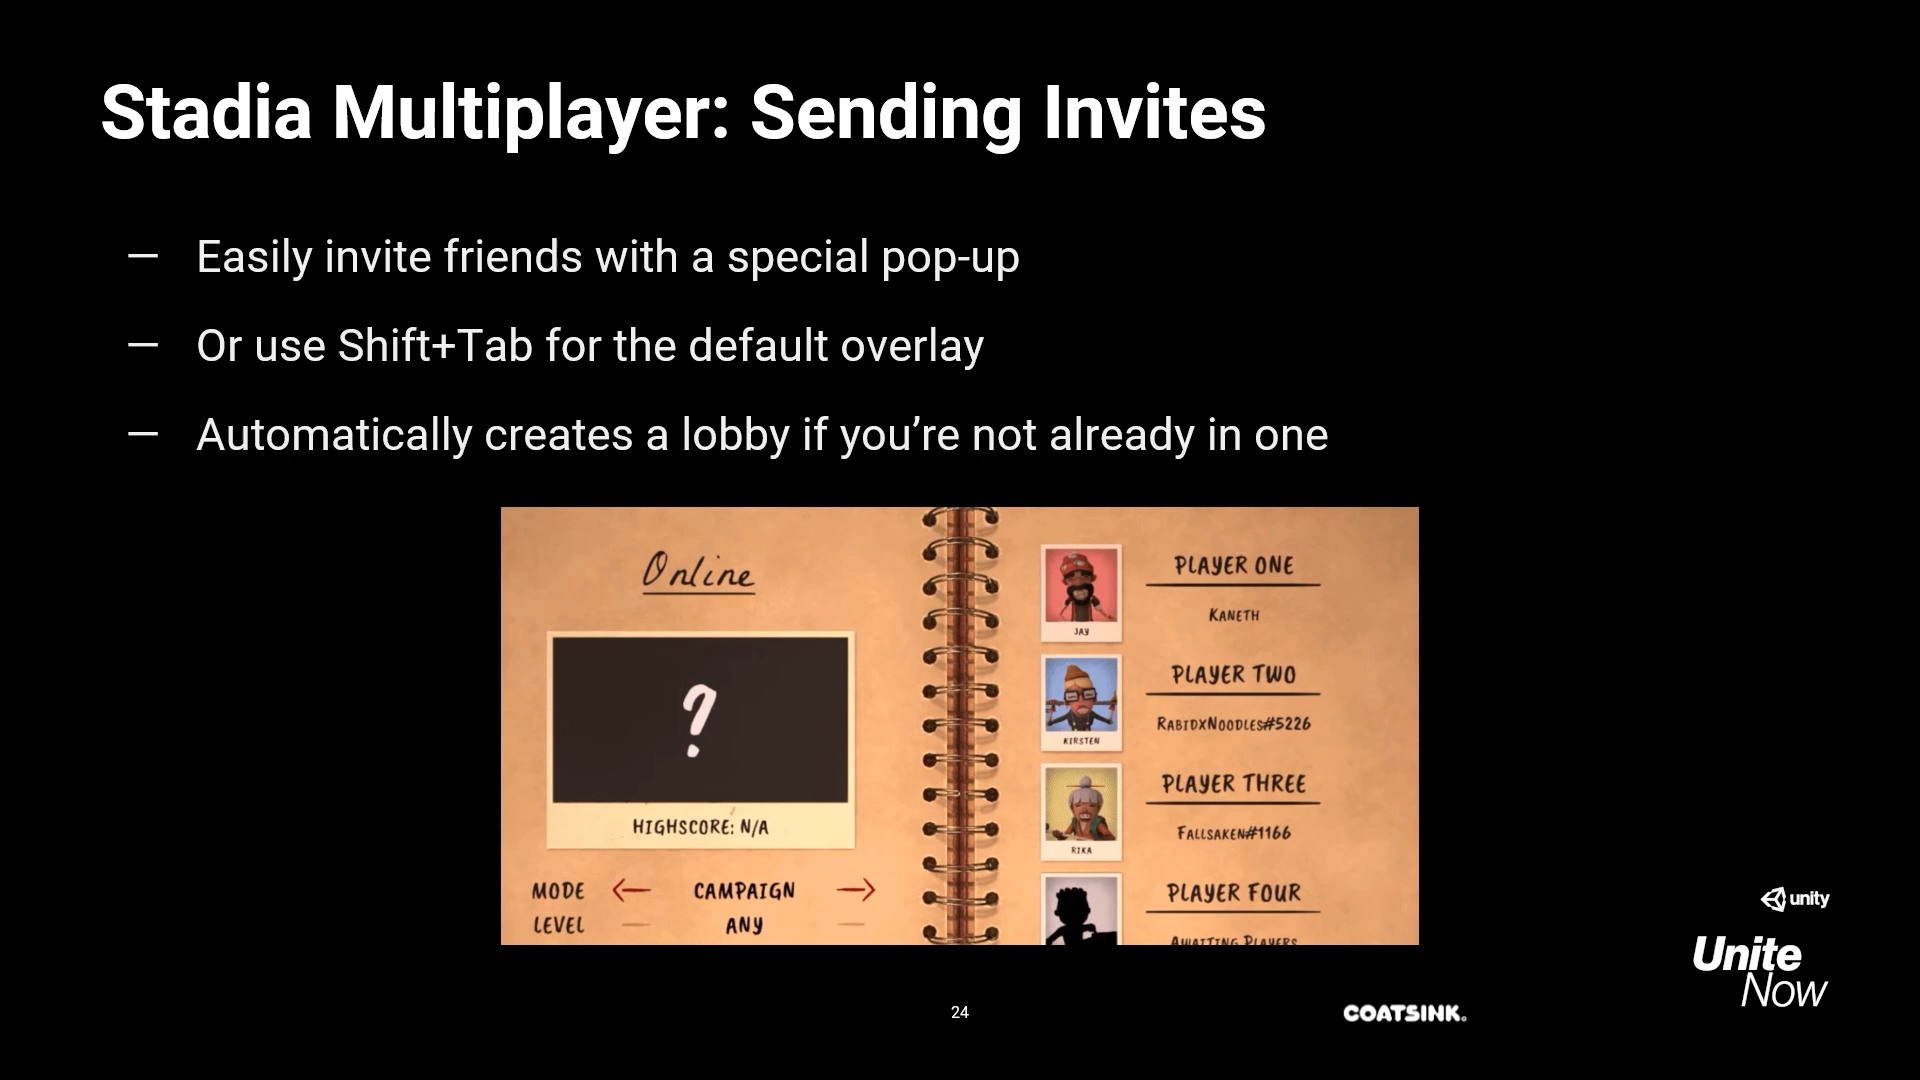 Stadia Multiplayer: Sending Invites
— Easily invite friends with a special pop-up
— Or use Shift+Tab for the default overlay
— Automatically creates a lobby if you’re not already in one
Online
?
HIGHSCORE: N/A
MODE
CAMPAIGN
LEVEL
ANY
JAY
PLAYER ONE
KANETH
KIRSTEN
PLAYER TWO
RABIDXNOODLES#5226
RIKA
PLAYER THREE
FALLSAKEN#1166
PLAYER FOUR
AWAITING PLAYERS
unity
Unite
Now
24
COATSINK.